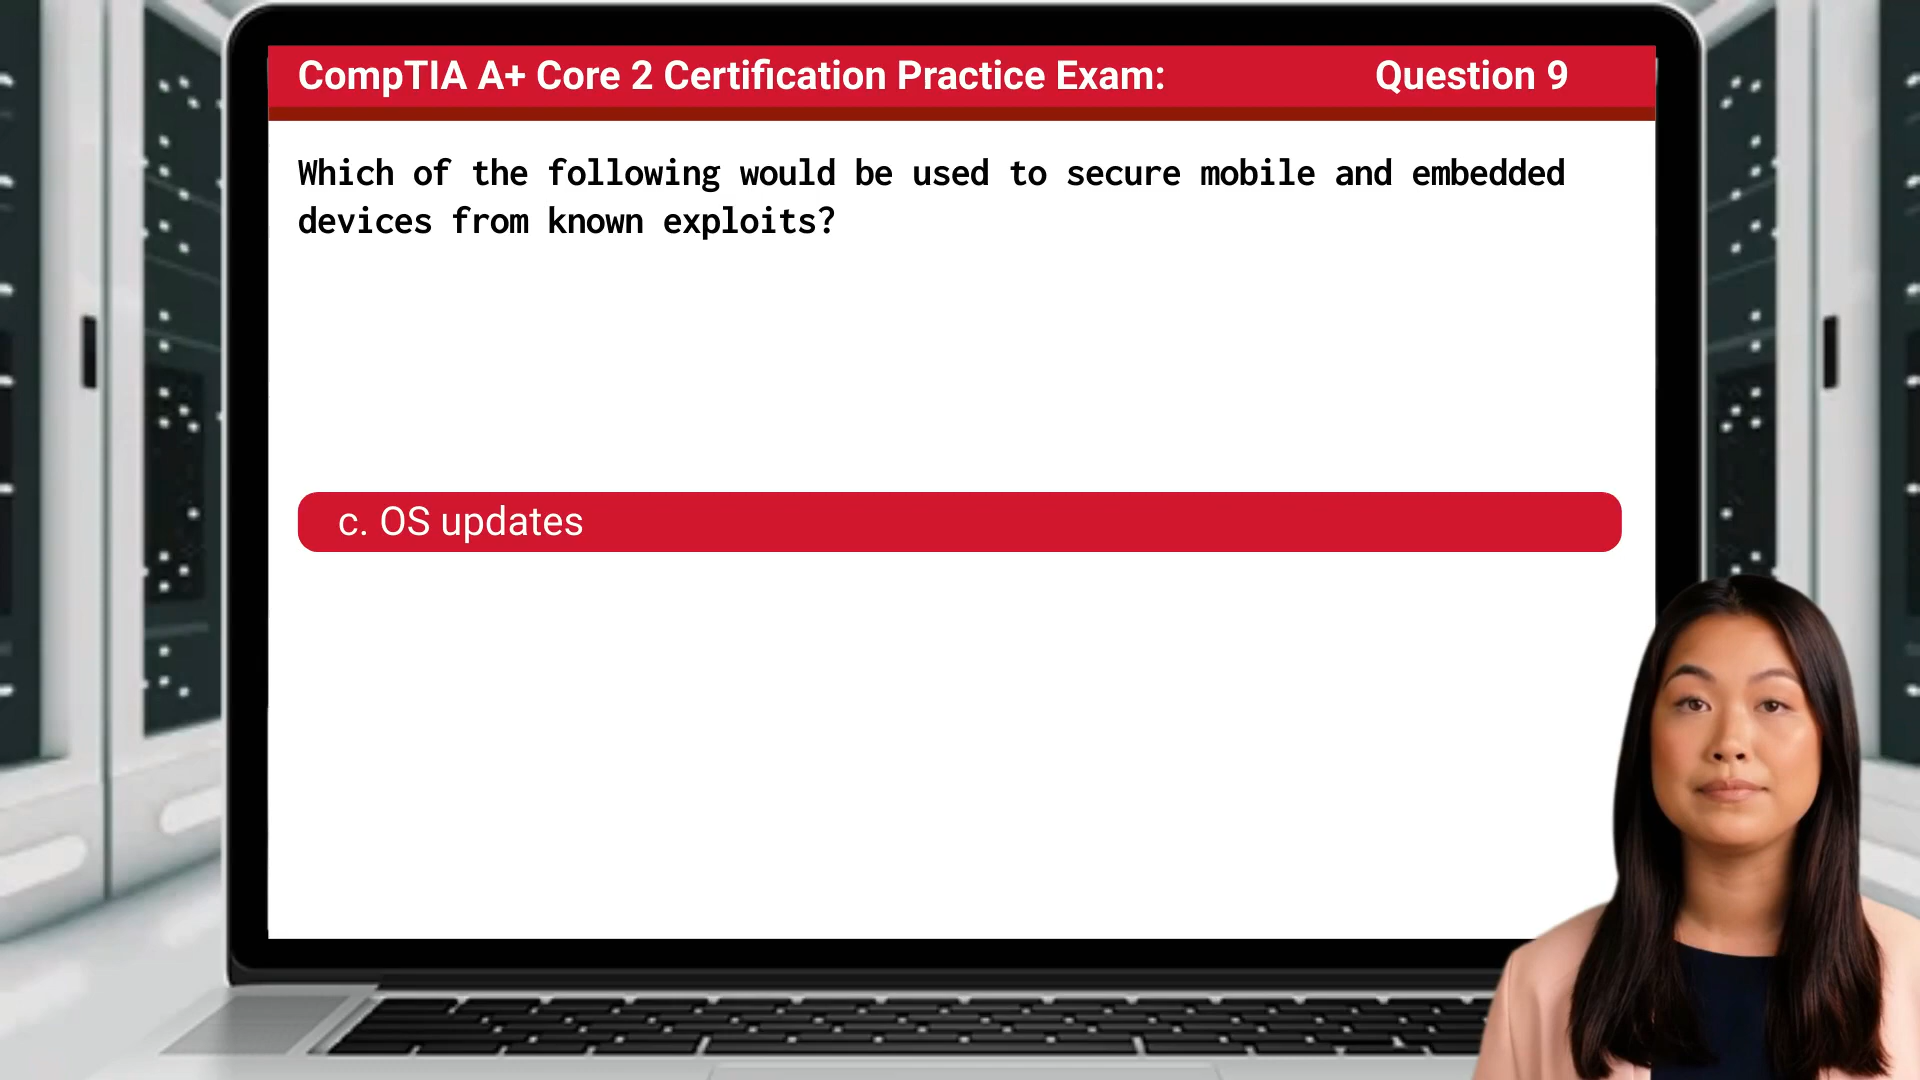 CompTIA A+ Core 2 Certification Practice Exam:
Question 9
Which of the following would be used to secure mobile and embedded
devices from known exploits?
c. OS updates